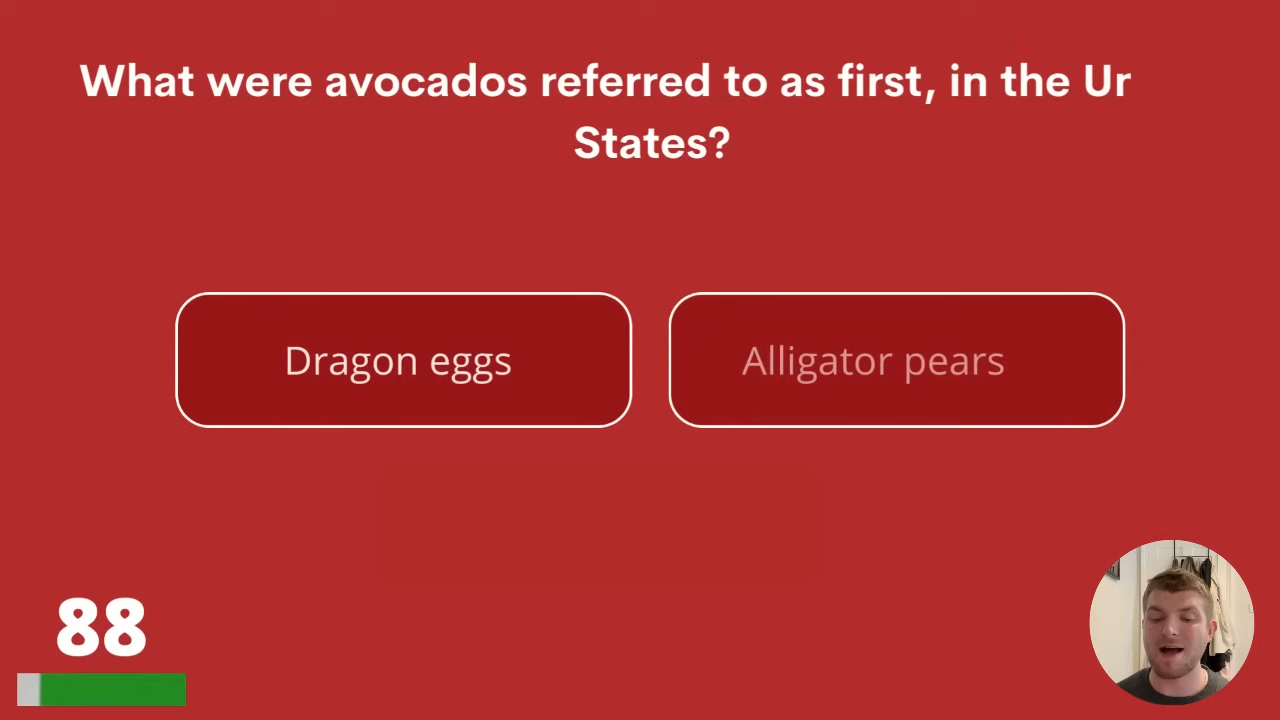 What were avocados referred to as first, in the Ur
States?
Dragon eggs
Alligator pears
88